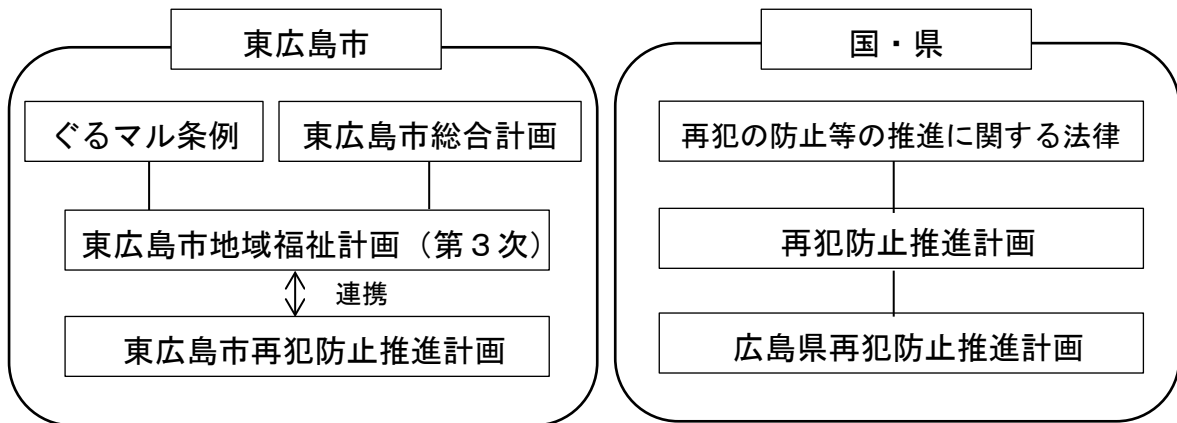 東広島市
ぐるマル条例
東広島市総合計画
東広島市地域福祉計画（第３次）
連携
東広島市再犯防止推進計画
国・県
再犯の防止等の推進に関する法律
再犯防止推進計画
広島県再犯防止推進計画